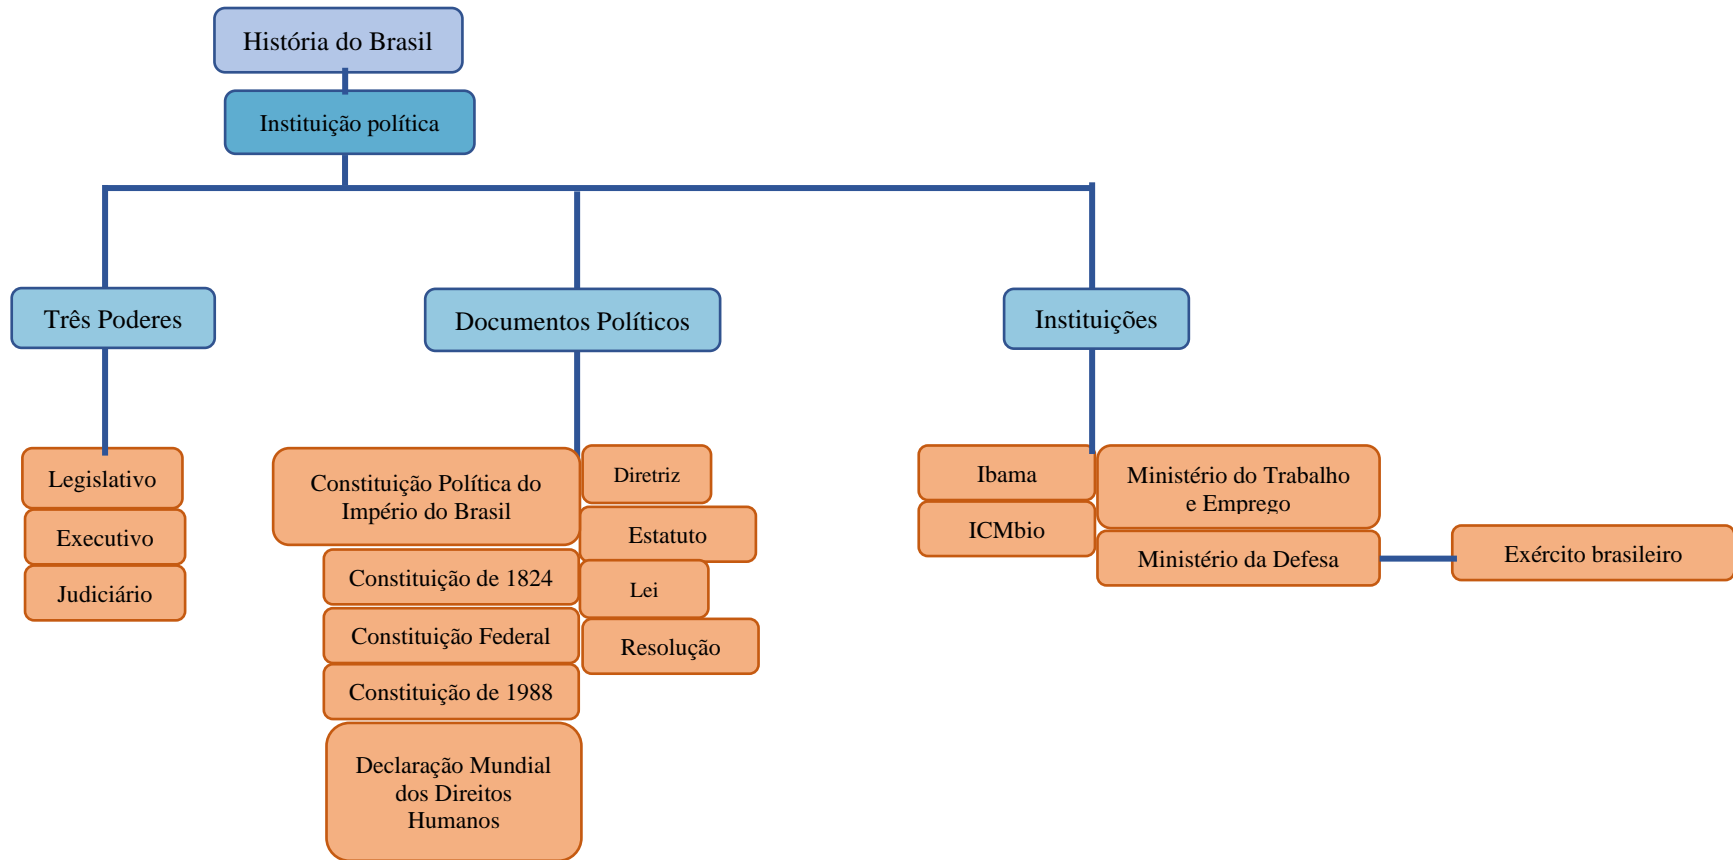 História do Brasil
Instituição política
Três Poderes
Documentos Políticos
Instituições
Legislativo
Executivo
Judiciário
Constituição Política do
Império do Brasil
Constituição de 1824
Constituição Federal
Constituição de 1988
Declaração Mundial
dos Direitos
Humanos
Diretriz
Estatuto
Lei
Resolução
Ibama
ICMbio
Ministério do Trabalho
e Emprego
Ministério da Defesa
Exército brasileiro